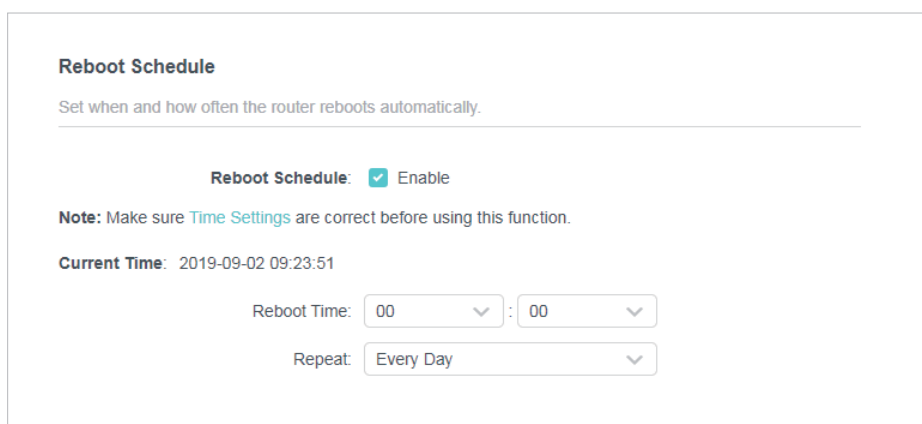 Reboot Schedule
Set when and how often the router reboots automatically.
Reboot Schedule: Enable
Note: Make sure Time Settings are correct before using this function.
Current Time: 2019-09-02 09:23:51
Reboot Time: 00 : 00
Repeat: Every Day